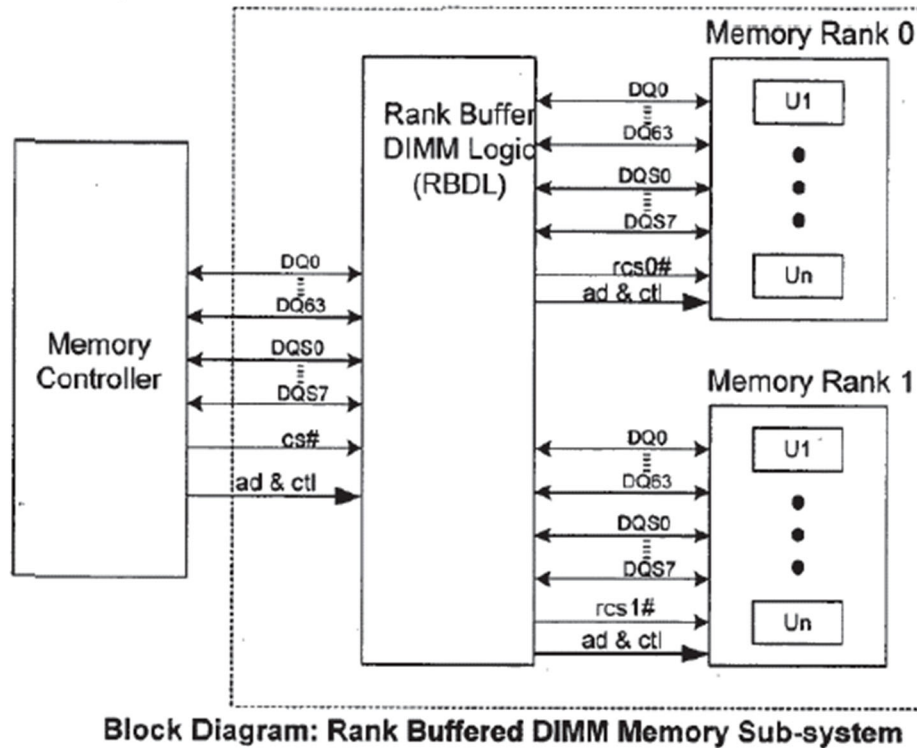 Memory Rank 0
Rank Buffer
DIMM Logic
(RBDL)
DQ0
DQ63
DQS0
DQS7
rcs0#
ad & ctl
U1
Un
Memory
Controller
DQ0
DQ63
DQS0
DQS7
cs#
ad & ctl
Memory Rank 1
DQ0
DQ63
DQS0
DQS7
rcs1#
ad & ctl
U1
Un
Block Diagram: Rank Buffered DIMM Memory Sub-system